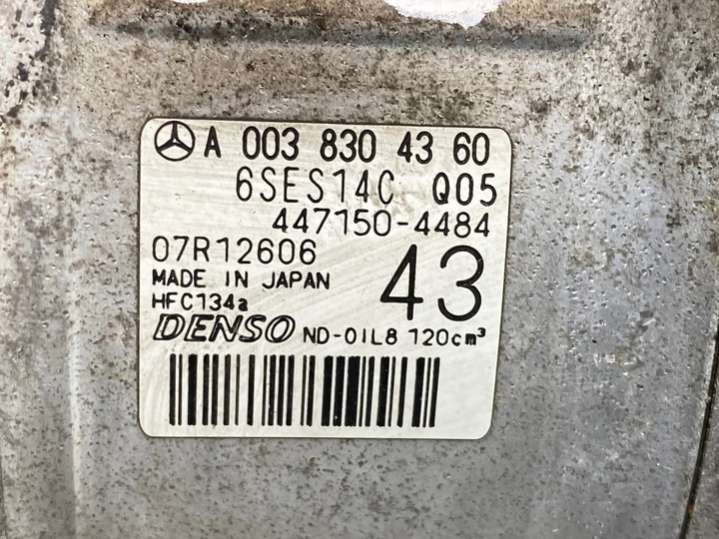 A 003 830 43 60
6SES14C Q05
447150-4484
07R12606
43
MADE IN JAPAN
HFC134a
DENSO ND-OIL8 120cm³